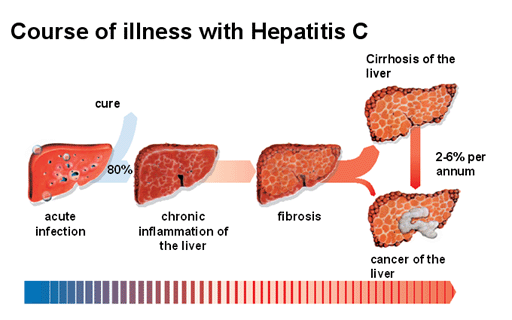 Course of illness with Hepatitis C
Cirrhosis of the
liver
cure
80%
2-6% per
annum
acute
infection
chronic
inflammation of
the liver
fibrosis
cancer of the
liver